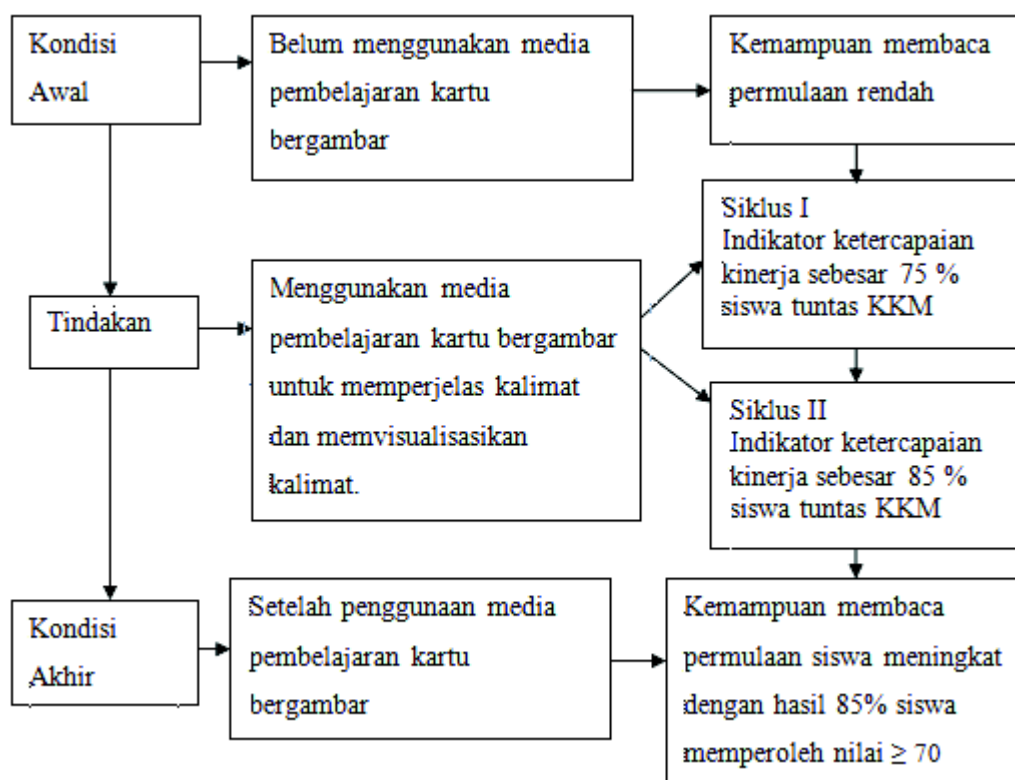 Kondisi
Awal
Belum menggunakan media
pembelajaran kartu
bergambar
Kemampuan membaca
permulaan rendah
Siklus I
Indikator ketercapaian
kinerja sebesar 75 %
siswa tuntas KKM
Tindakan
Menggunakan media
pembelajaran kartu bergambar
untuk memperjelas kalimat
dan memvisualisasikan
kalimat.
Siklus II
Indikator ketercapaian
kinerja sebesar 85 %
siswa tuntas KKM
Kondisi
Akhir
Setelah penggunaan media
pembelajaran kartu
bergambar
Kemampuan membaca
permulaan siswa meningkat
dengan hasil 85% siswa
memperoleh nilai ≥ 70